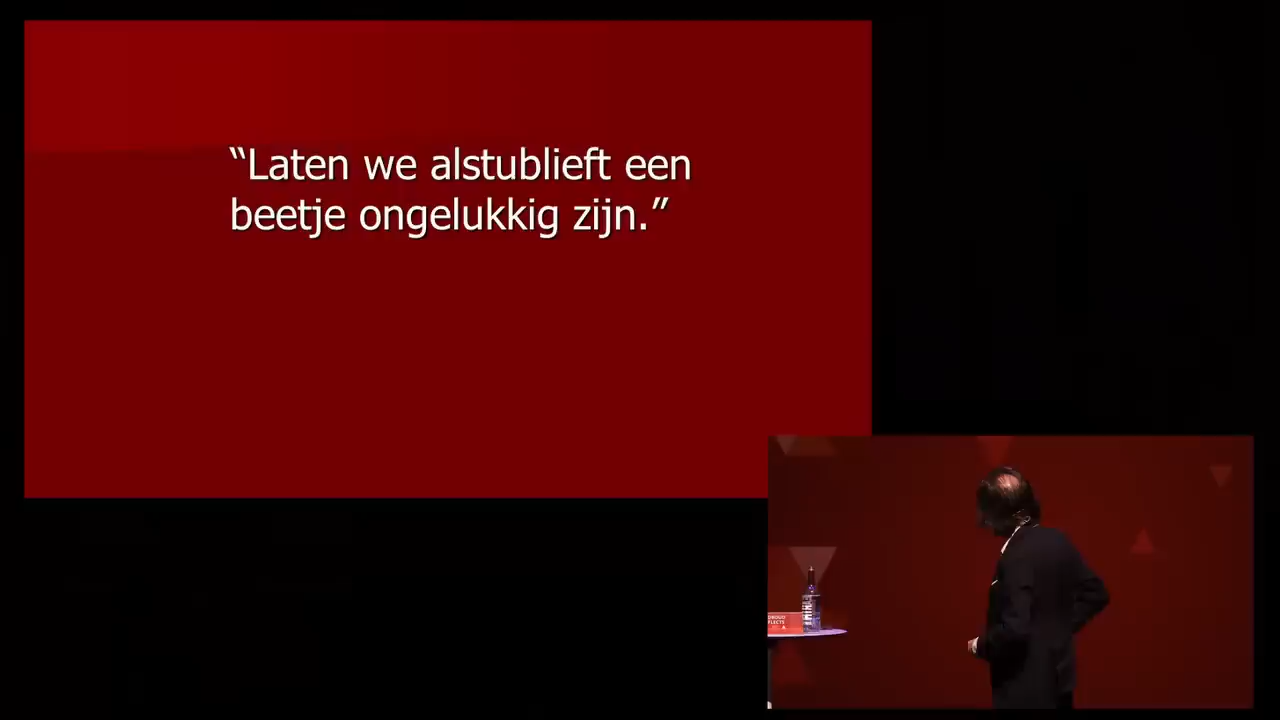 “Laten we alstublieft een
beetje ongelukkig zijn.”